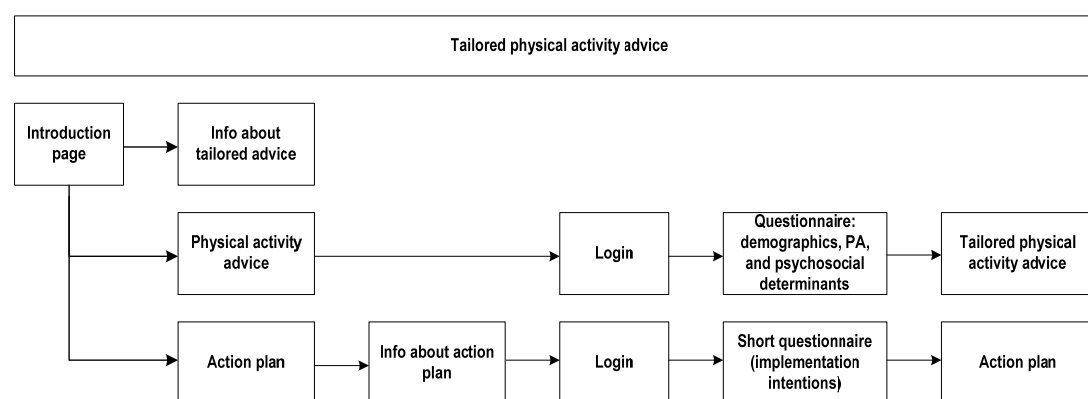 Tailored physical activity advice
Introduction
page
Info about
tailored advice
Physical activity
advice
Login
Questionnaire:
demographics, PA,
and psychosocial
determinants
Tailored physical
activity advice
Action plan
Info about action
plan
Login
Short questionnaire
(implementation
intentions)
Action plan